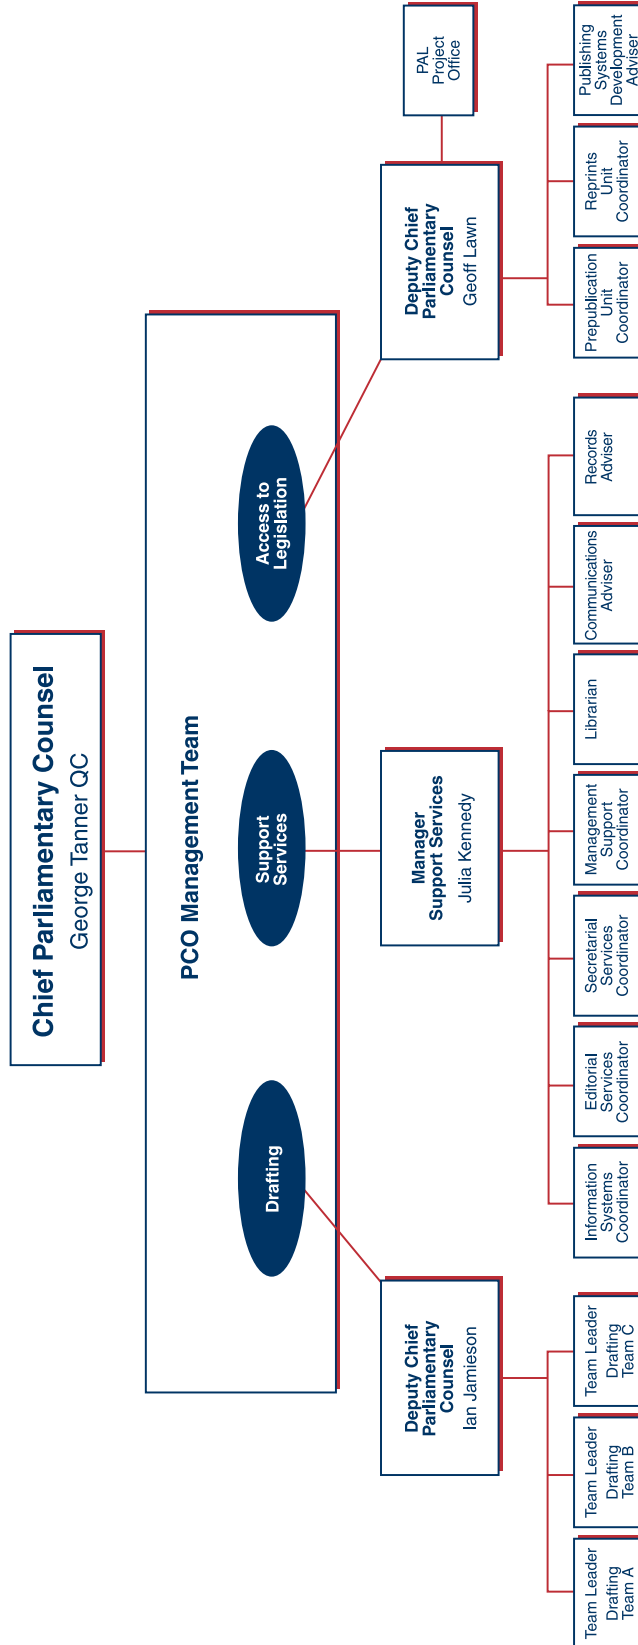 Chief Parliamentary Counsel
George Tanner QC
PCO Management Team
Drafting
Support
Services
Access to
Legislation
Deputy Chief
Parliamentary
Counsel
Ian Jamieson
Manager
Support Services
Julia Kennedy
Deputy Chief
Parliamentary
Counsel
Geoff Lawn
PAL
Project
Office
Team Leader
Drafting
Team A
Team Leader
Drafting
Team B
Team Leader
Drafting
Team C
Information
Systems
Coordinator
Editorial
Services
Coordinator
Secretarial
Services
Coordinator
Management
Support
Coordinator
Librarian
Communications
Adviser
Records
Adviser
Prepublication
Unit
Coordinator
Reprints
Unit
Coordinator
Publishing
Systems
Development
Adviser